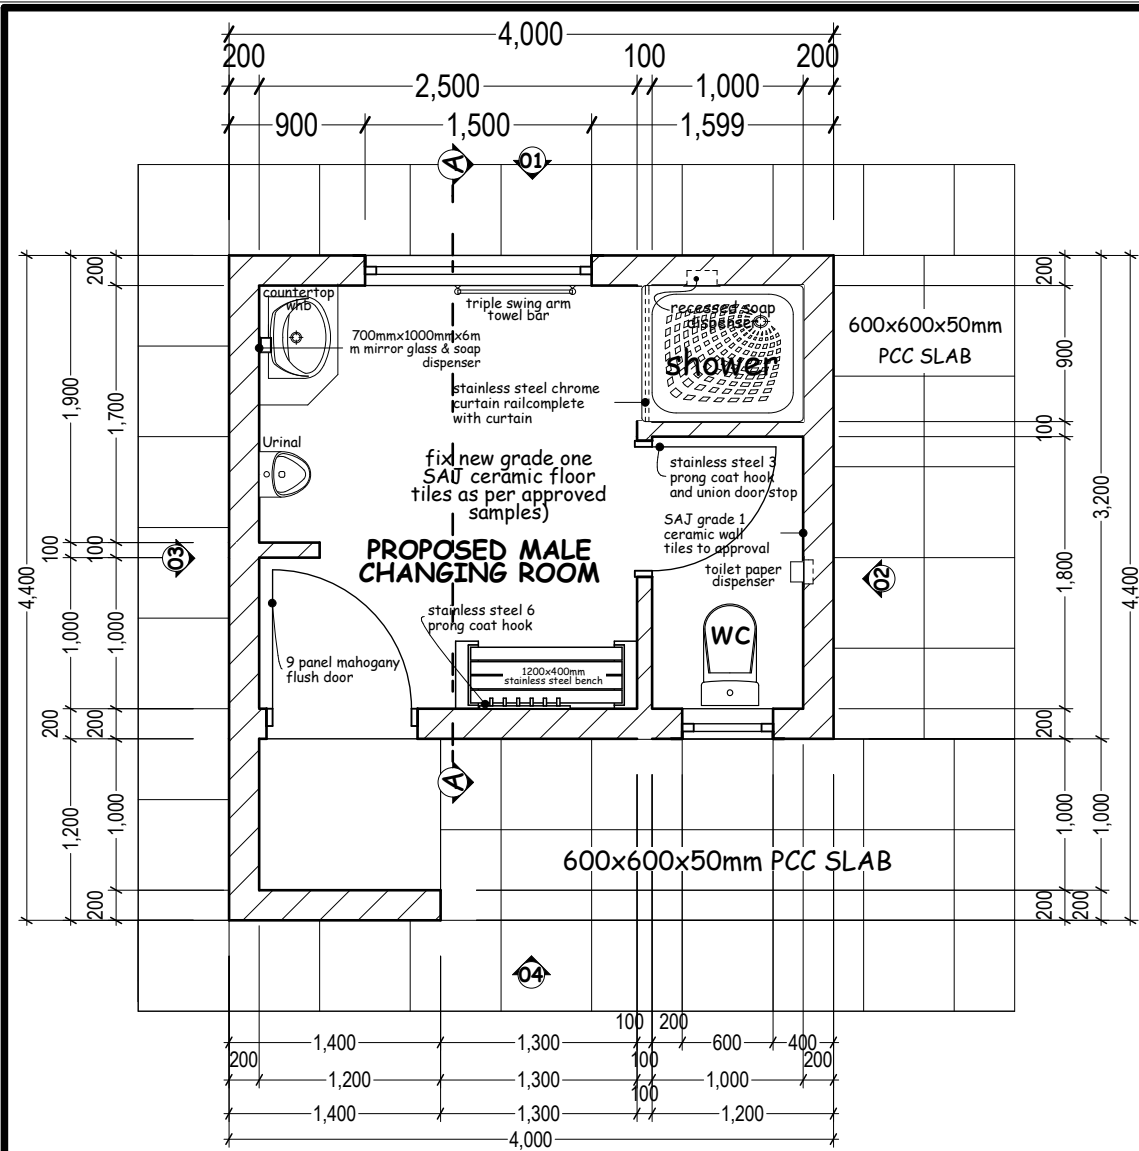 4,000
200
100
200
2,500
1,000
900
1,500
1,599
A
01
200
200
200
countertop
whb
triple swing arm
towel bar
recessed soap
dispenser
600x600x50mm
PCC SLAB
700mmx1000mmx6m
m mirror glass & soap
dispenser
shower
900
1,900
1,700
stainless steel chrome
curtain railcomplete
with curtain
100
Urinal
fix new grade one
SAJ ceramic floor
tiles as per approved
samples)
stainless steel 3
prong coat hook
and union door stop
3,200
SAJ grade 1
ceramic wall
tiles to approval
100
100
03
PROPOSED MALE
CHANGING ROOM
toilet paper
dispenser
02
1,800
4,400
4,400
stainless steel 6
prong coat hook
1,000
1,000
WC
9 panel mahogany
flush door
1200x400mm
stainless steel bench
200
200
200
A
1,200
1,000
1,000
1,000
600x600x50mm PCC SLAB
200
200
200
04
100
200
1,400
1,300
600
400
200
100
200
1,200
1,300
1,000
100
1,400
1,300
1,200
4,000